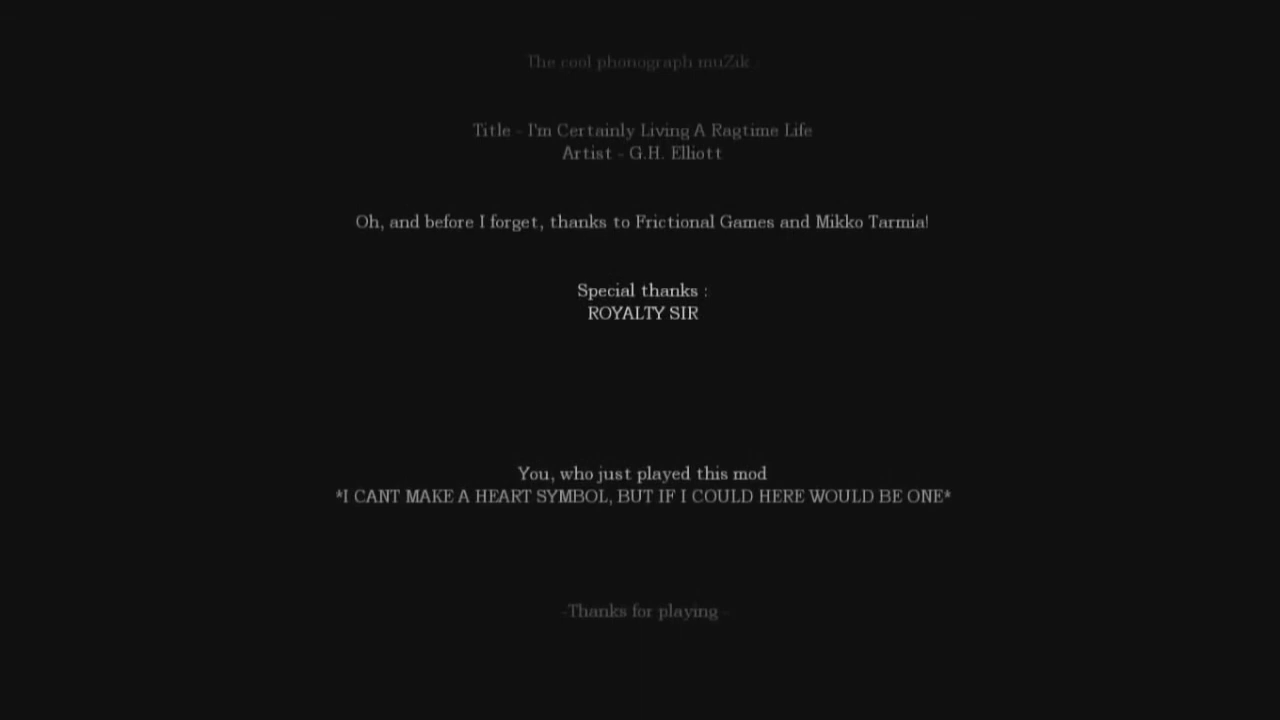 The cool phonograph muZik :
Title - I'm Certainly Living A Ragtime Life
Artist - G.H. Elliott
Oh, and before I forget, thanks to Frictional Games and Mikko Tarmia!
Special thanks :
ROYALTY SIR
You, who just played this mod
*I CANT MAKE A HEART SYMBOL, BUT IF I COULD HERE WOULD BE ONE*
-Thanks for playing -